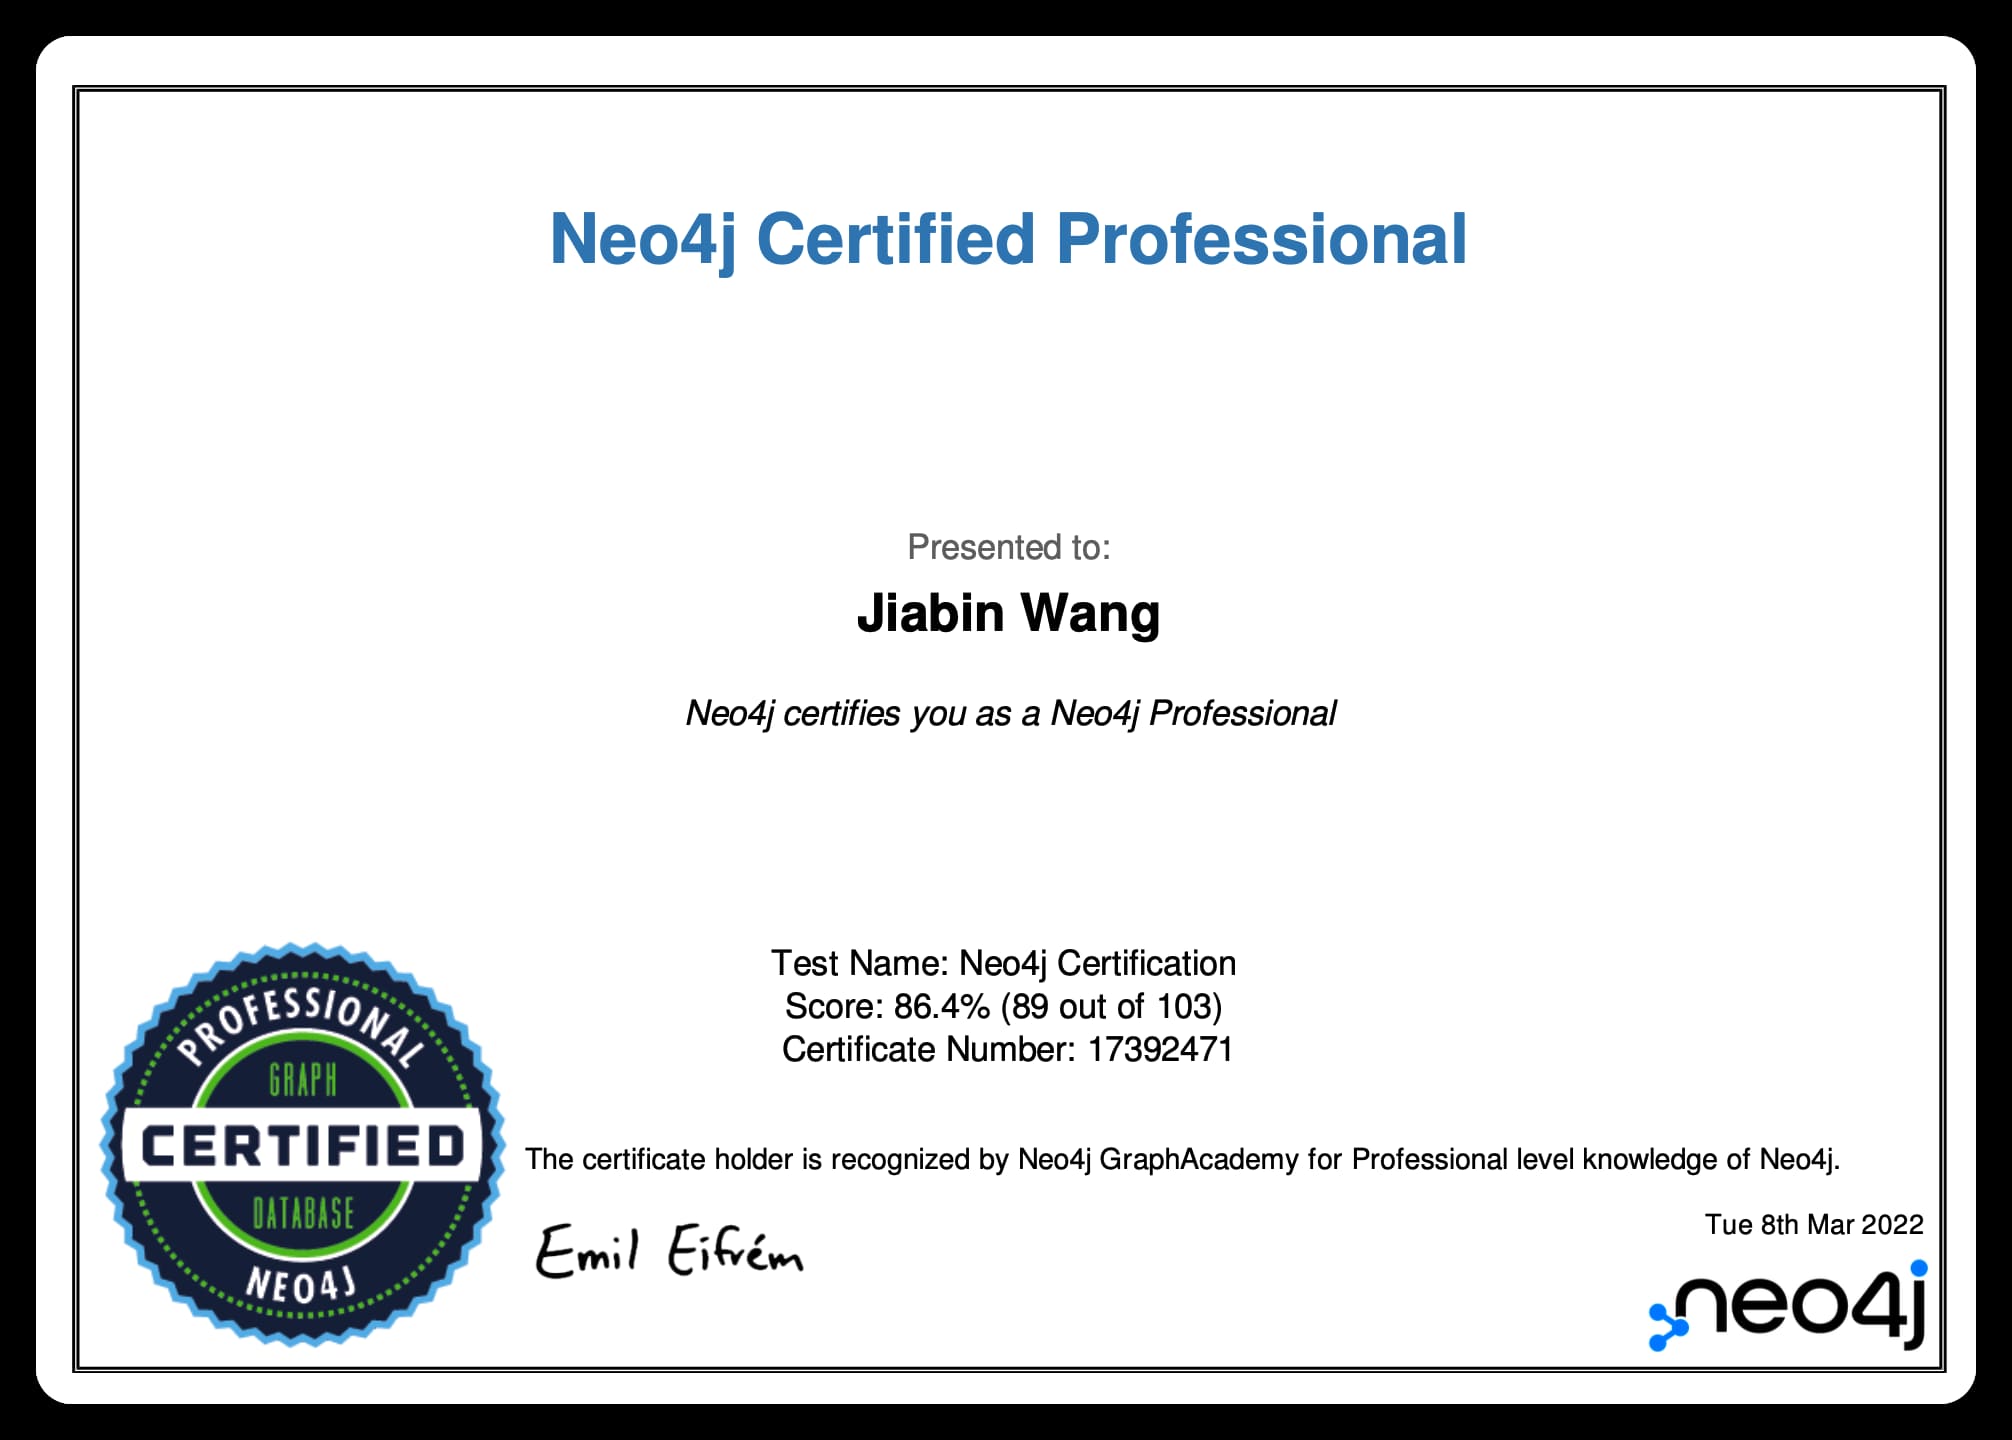 Neo4j Certified Professional
Presented to:
Jiabin Wang
Neo4j certifies you as a Neo4j Professional
Test Name: Neo4j Certification
Score: 86.4% (89 out of 103)
Certificate Number: 17392471
PROFESSIONAL
GRAPH
CERTIFIED
DATABASE
NEO4J
The certificate holder is recognized by Neo4j GraphAcademy for Professional level knowledge of Neo4j.
Emil Eifrém
Tue 8th Mar 2022
neo4j